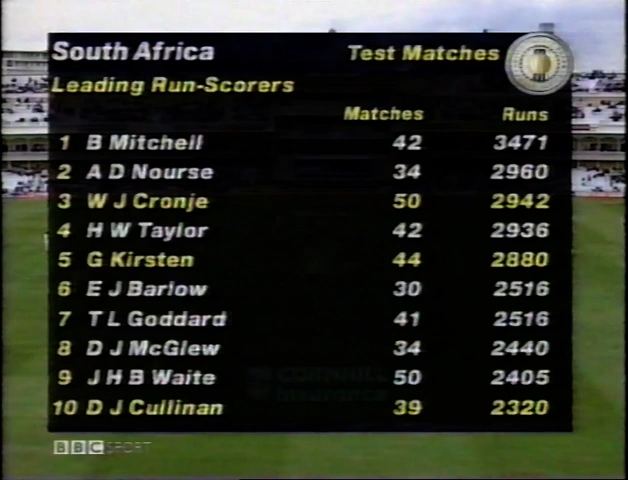 South Africa Test Matches
Leading Run-Scorers
Matches Runs
1 B Mitchell 42 3471
2 A D Nourse 34 2960
3 W J Cronje 50 2942
4 H W Taylor 42 2936
5 G Kirsten 44 2880
6 E J Barlow 30 2516
7 T L Goddard 41 2516
8 D J McGlew 34 2440
9 J H B Waite 50 2405
10 D J Cullinan 39 2320
CORNHILL
Insurance
BBC SPORT